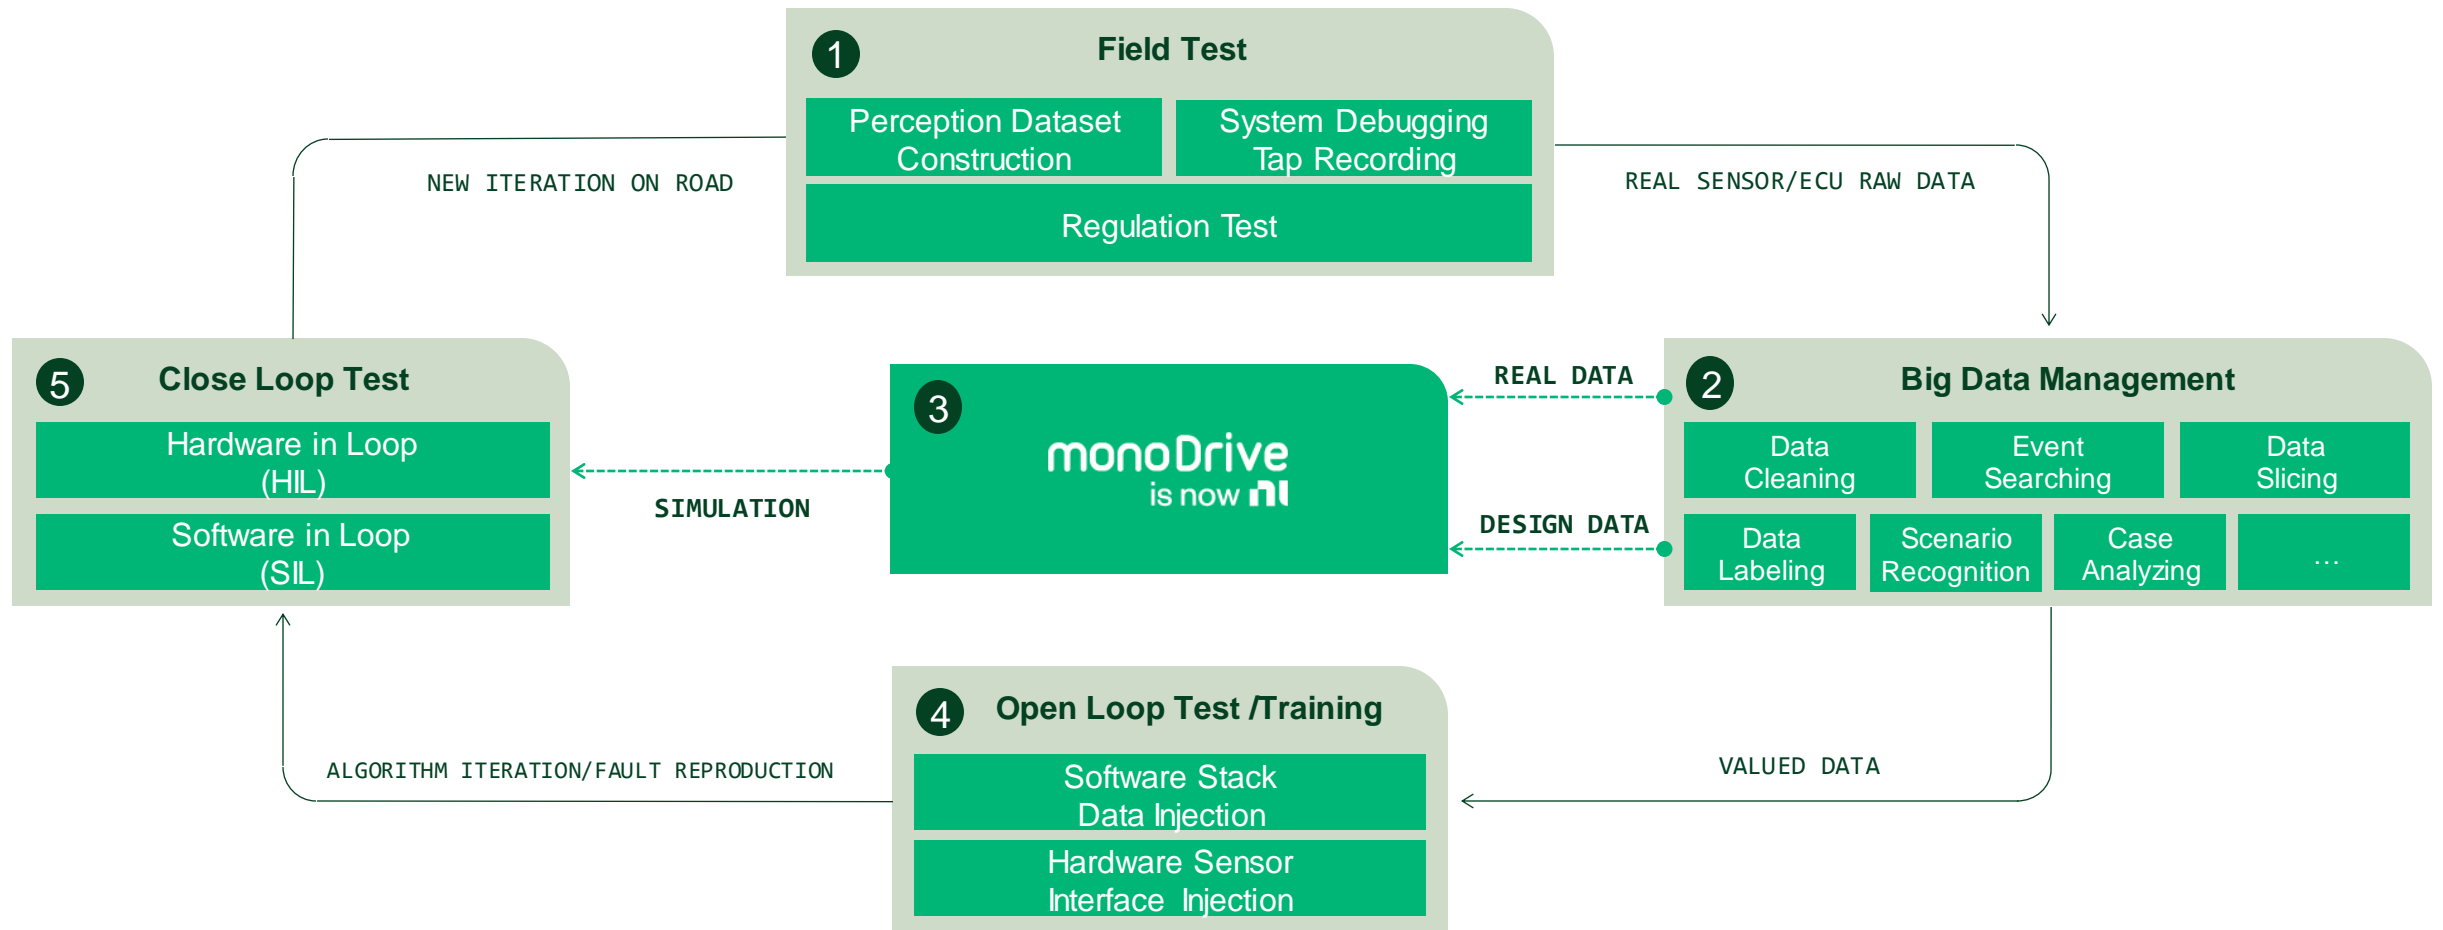 1
Field Test
Perception Dataset
Construction
System Debugging
Tap Recording
Regulation Test
NEW ITERATION ON ROAD
REAL SENSOR/ECU RAW DATA
5
Close Loop Test
Hardware in Loop
(HIL)
Software in Loop
(SIL)
SIMULATION
3
monoDrive
is now ni
REAL DATA
DESIGN DATA
2
Big Data Management
Data
Cleaning
Event
Searching
Data
Slicing
Data
Labeling
Scenario
Recognition
Case
Analyzing
...
4
Open Loop Test /Training
Software Stack
Data Injection
Hardware Sensor
Interface Injection
ALGORITHM ITERATION/FAULT REPRODUCTION
VALUED DATA